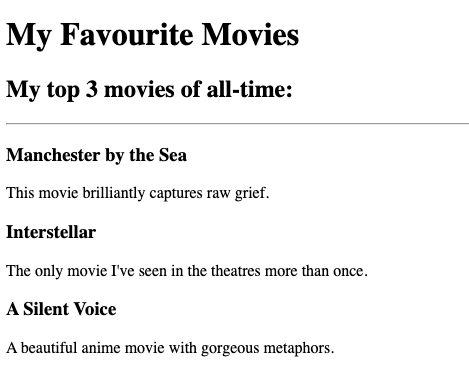 My Favourite Movies
My top 3 movies of all-time:
Manchester by the Sea
This movie brilliantly captures raw grief.
Interstellar
The only movie I've seen in the theatres more than once.
A Silent Voice
A beautiful anime movie with gorgeous metaphors.